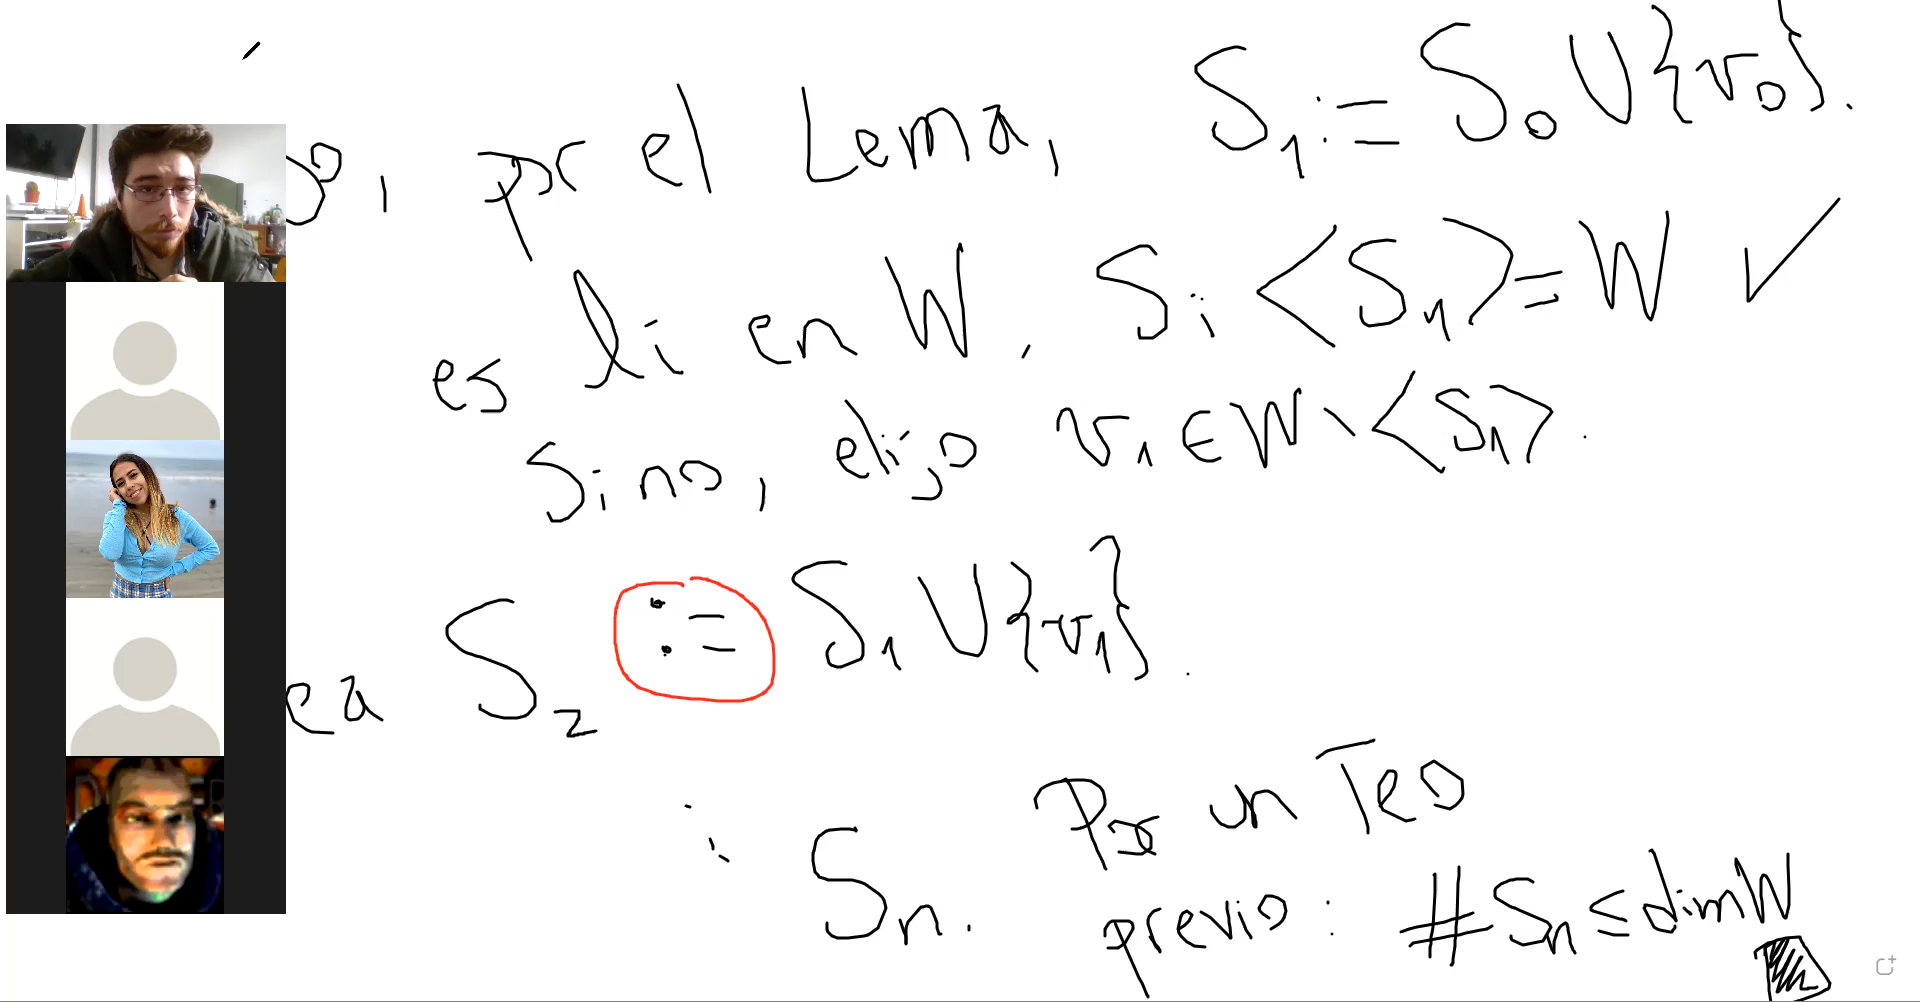 o, por el Lema, S₁ := S₀ ∪ {v₀}.
es li en W. Si <S₁> = W ✓
Si no, elijo v₁ ∈ W \ <S₁>.
ea S₂ := S₁ ∪ {v₁}.
⋱ Sₙ. Por un Teo
previo: #Sₙ ≤ dim W